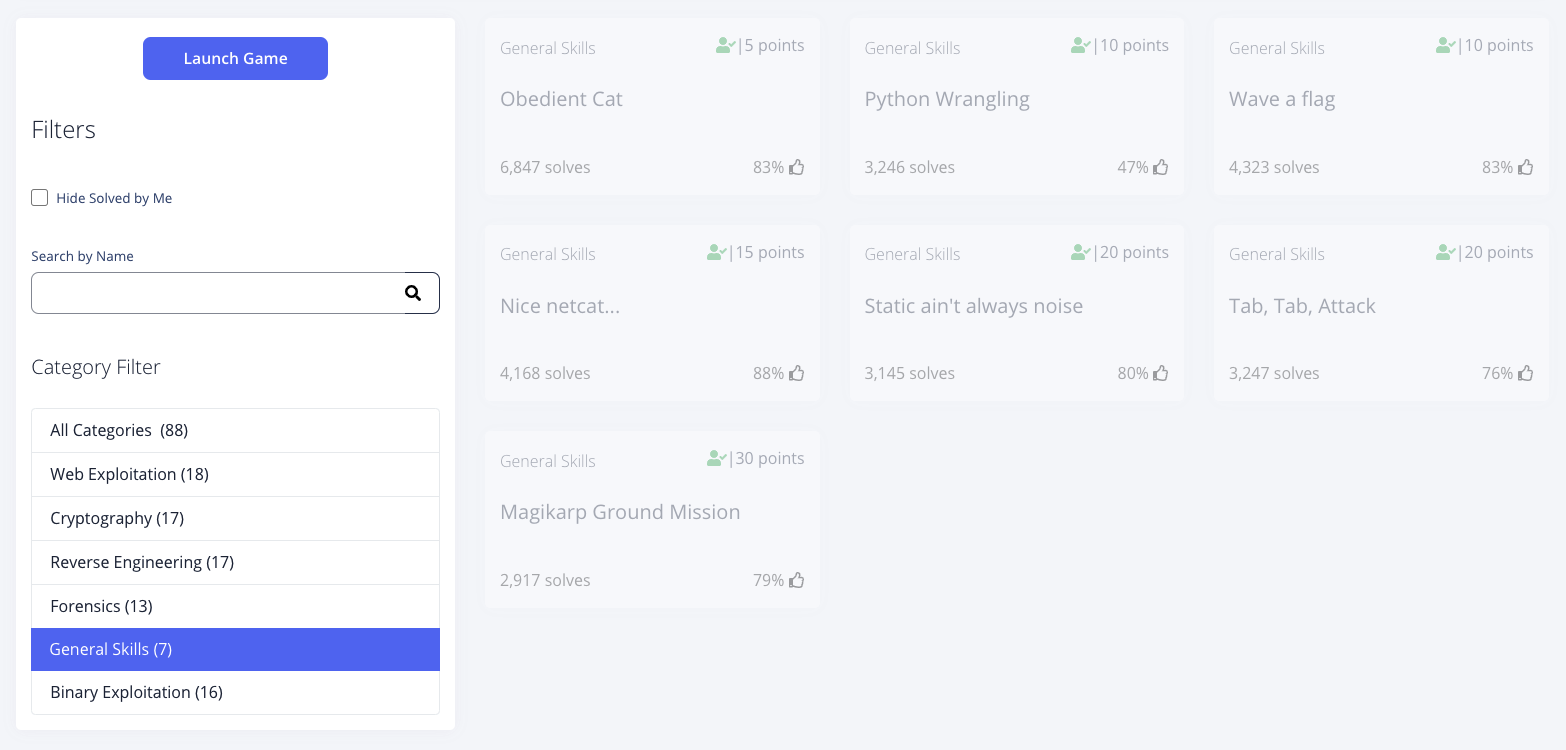 Launch Game
Filters
Hide Solved by Me
Search by Name
Category Filter
All Categories (88)
Web Exploitation (18)
Cryptography (17)
Reverse Engineering (17)
Forensics (13)
General Skills (7)
Binary Exploitation (16)
General Skills |5 points
Obedient Cat
6,847 solves 83%
General Skills |10 points
Python Wrangling
3,246 solves 47%
General Skills |10 points
Wave a flag
4,323 solves 83%
General Skills |15 points
Nice netcat...
4,168 solves 88%
General Skills |20 points
Static ain't always noise
3,145 solves 80%
General Skills |20 points
Tab, Tab, Attack
3,247 solves 76%
General Skills |30 points
Magikarp Ground Mission
2,917 solves 79%